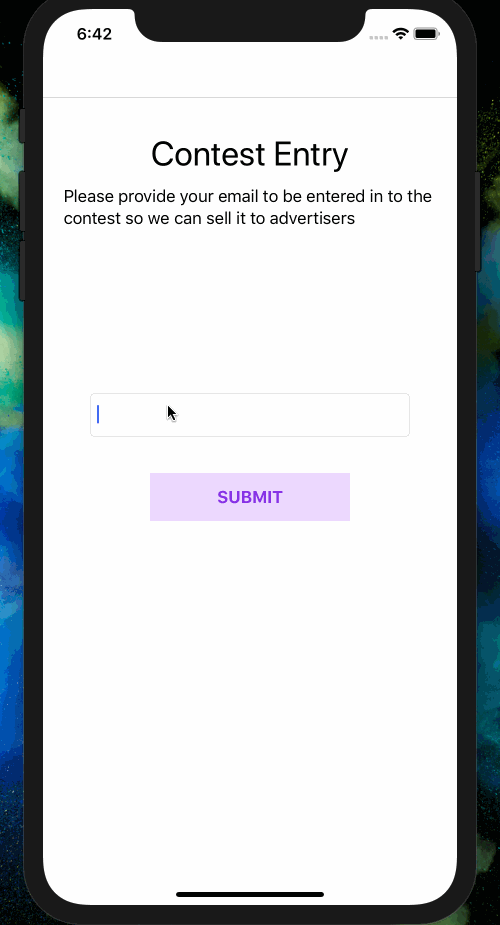 6:42
Contest Entry
Please provide your email to be entered in to the
contest so we can sell it to advertisers
SUBMIT